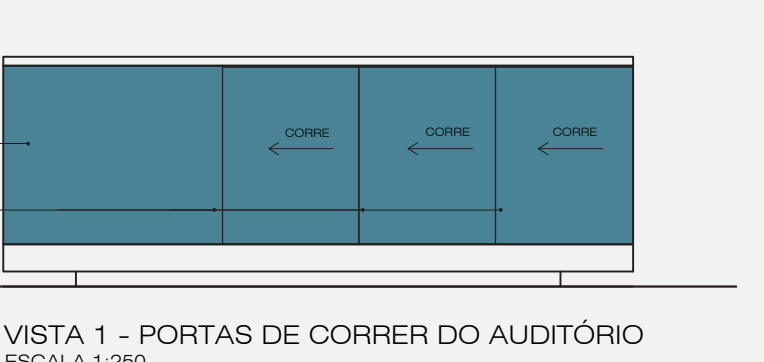 CORRE
CORRE
CORRE
VISTA 1 - PORTAS DE CORRER DO AUDITÓRIO
ESCALA 1:250